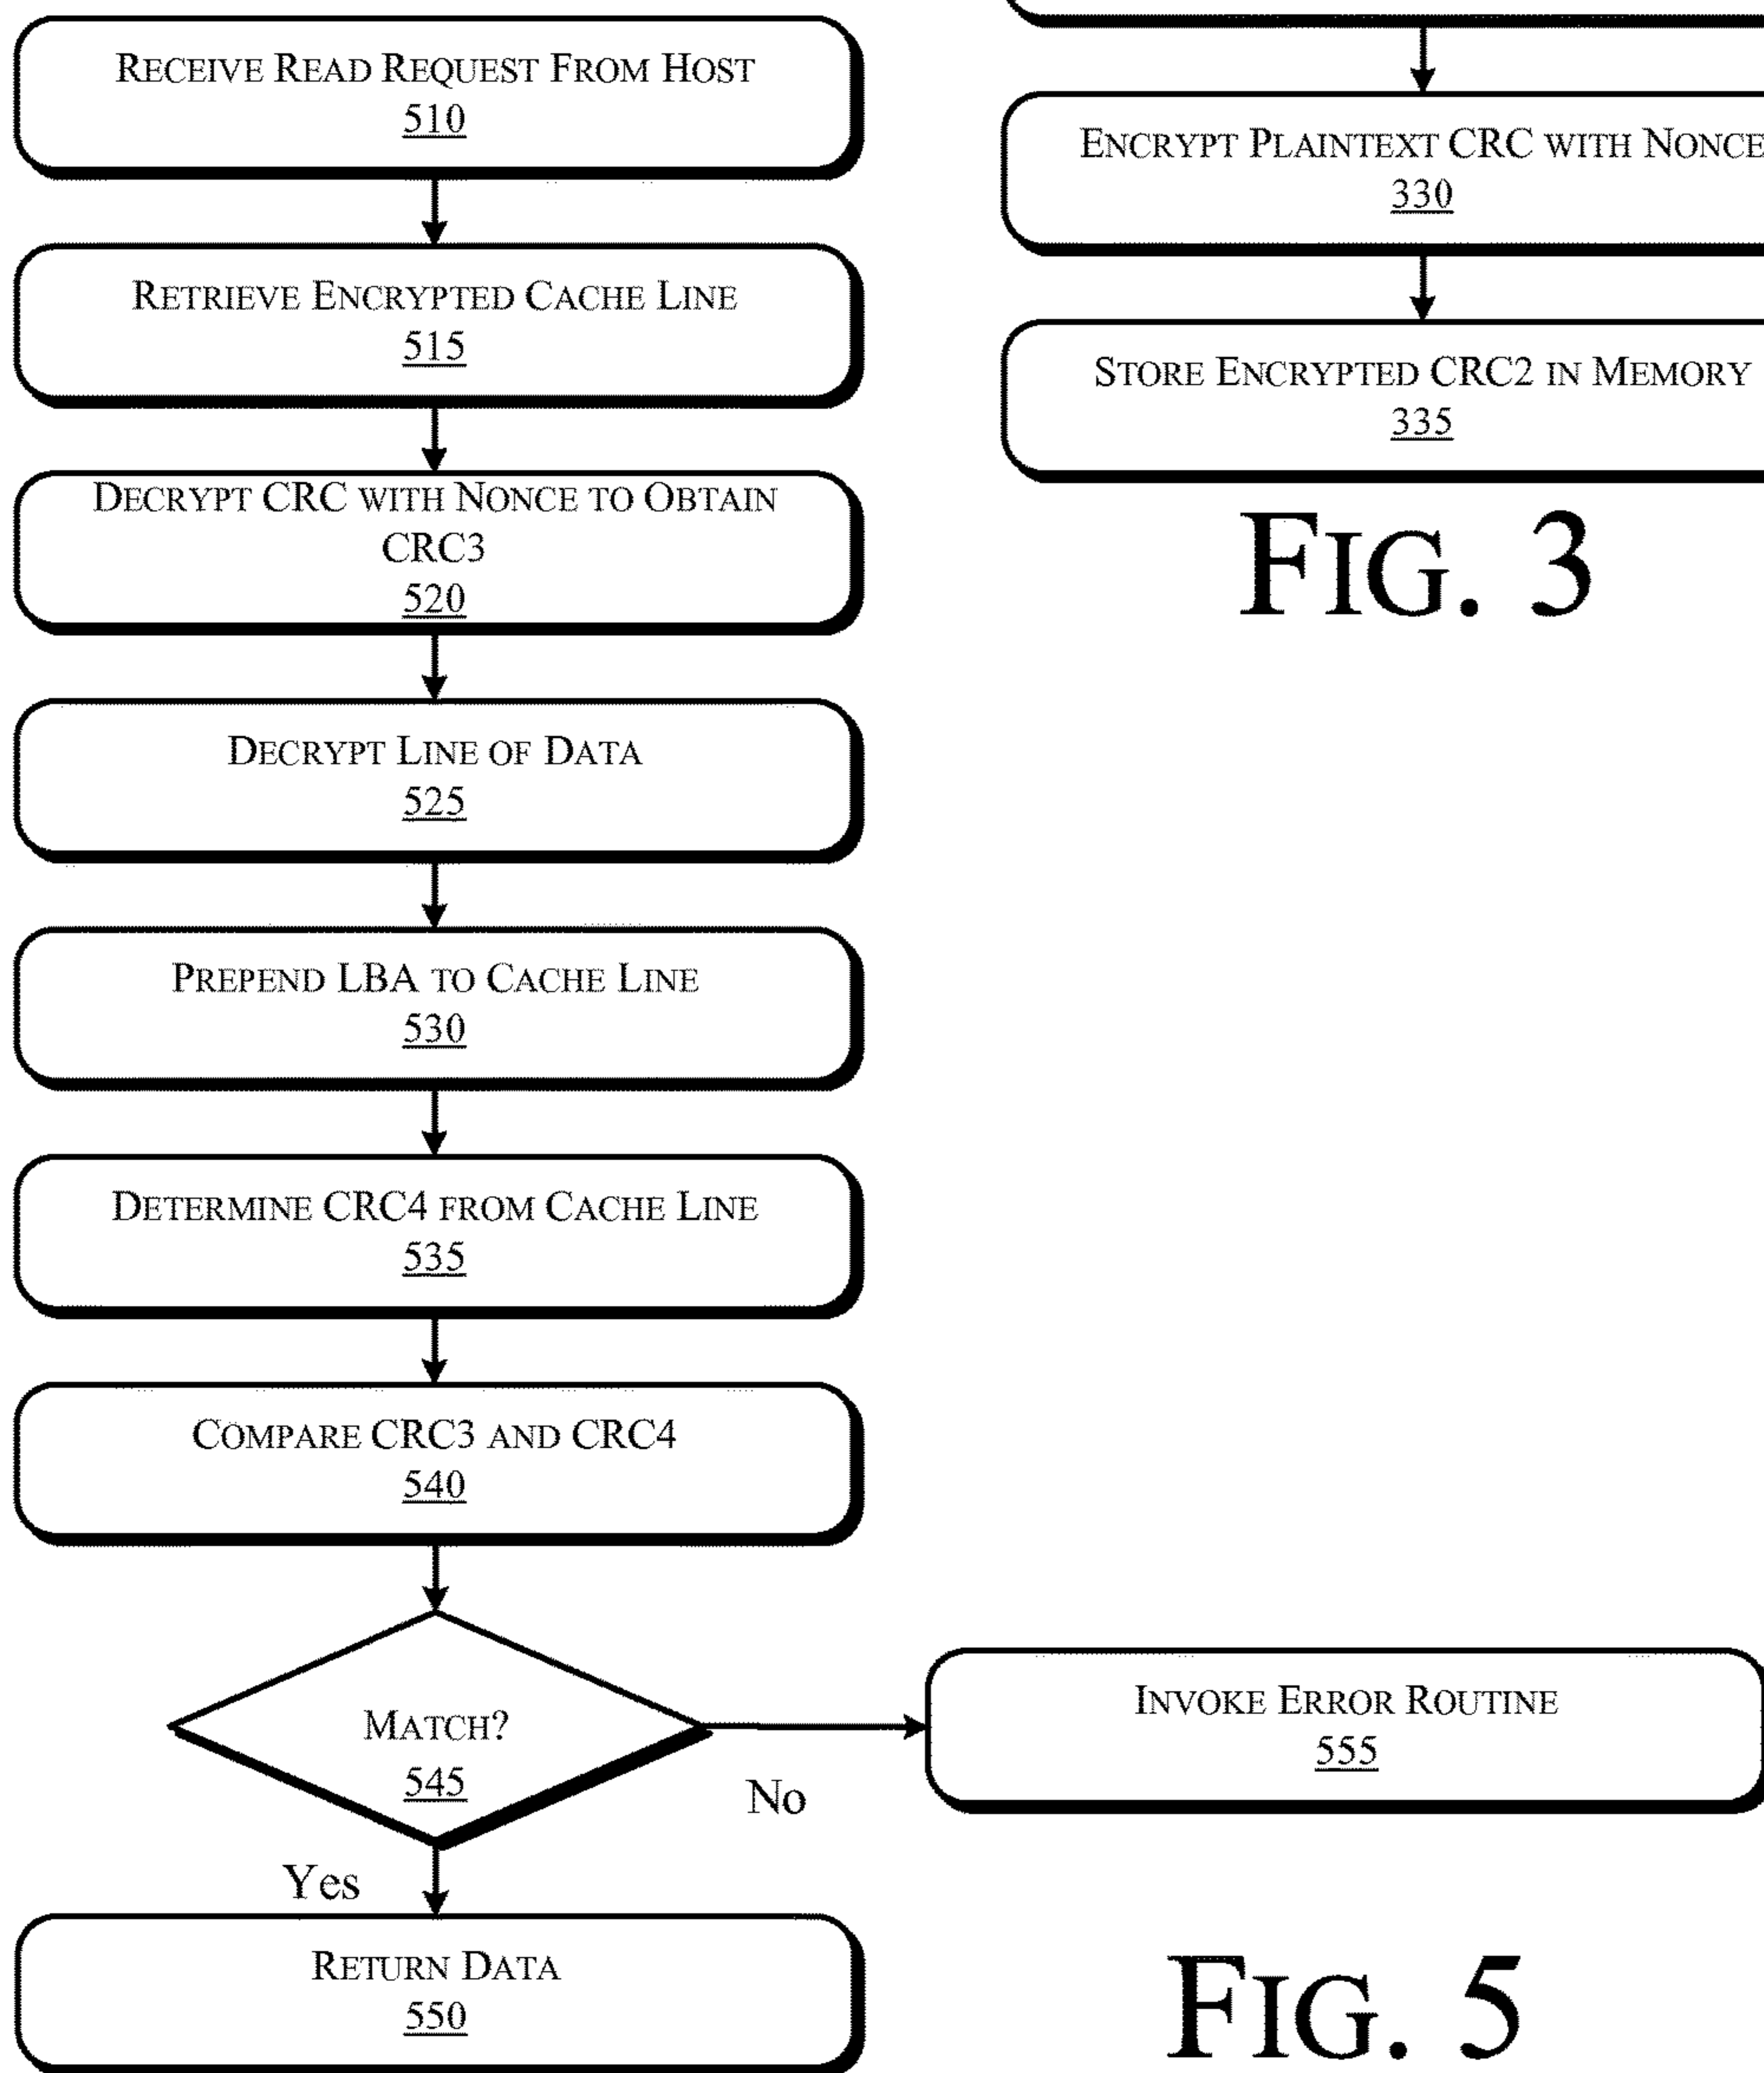 RECEIVE READ REQUEST FROM HOST
510
RETRIEVE ENCRYPTED CACHE LINE
515
DECRYPT CRC WITH NONCE TO OBTAIN
CRC3
520
DECRYPT LINE OF DATA
525
PREPEND LBA TO CACHE LINE
530
DETERMINE CRC4 FROM CACHE LINE
535
COMPARE CRC3 AND CRC4
540
MATCH?
545
No
Yes
INVOKE ERROR ROUTINE
555
RETURN DATA
550
FIG. 5
ENCRYPT PLAINTEXT CRC WITH NONCE
330
STORE ENCRYPTED CRC2 IN MEMORY
335
FIG. 3